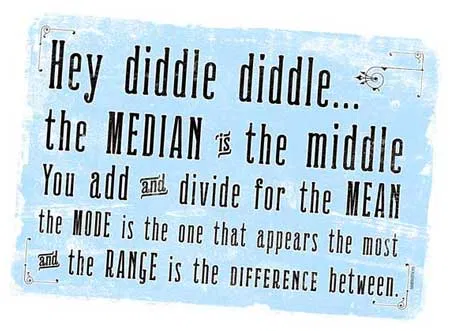 Hey diddle diddle...
the MEDIAN is the middle
You add and divide for the MEAN
the MODE is the one that appears the most
and the RANGE is the DIFFERENCE between.